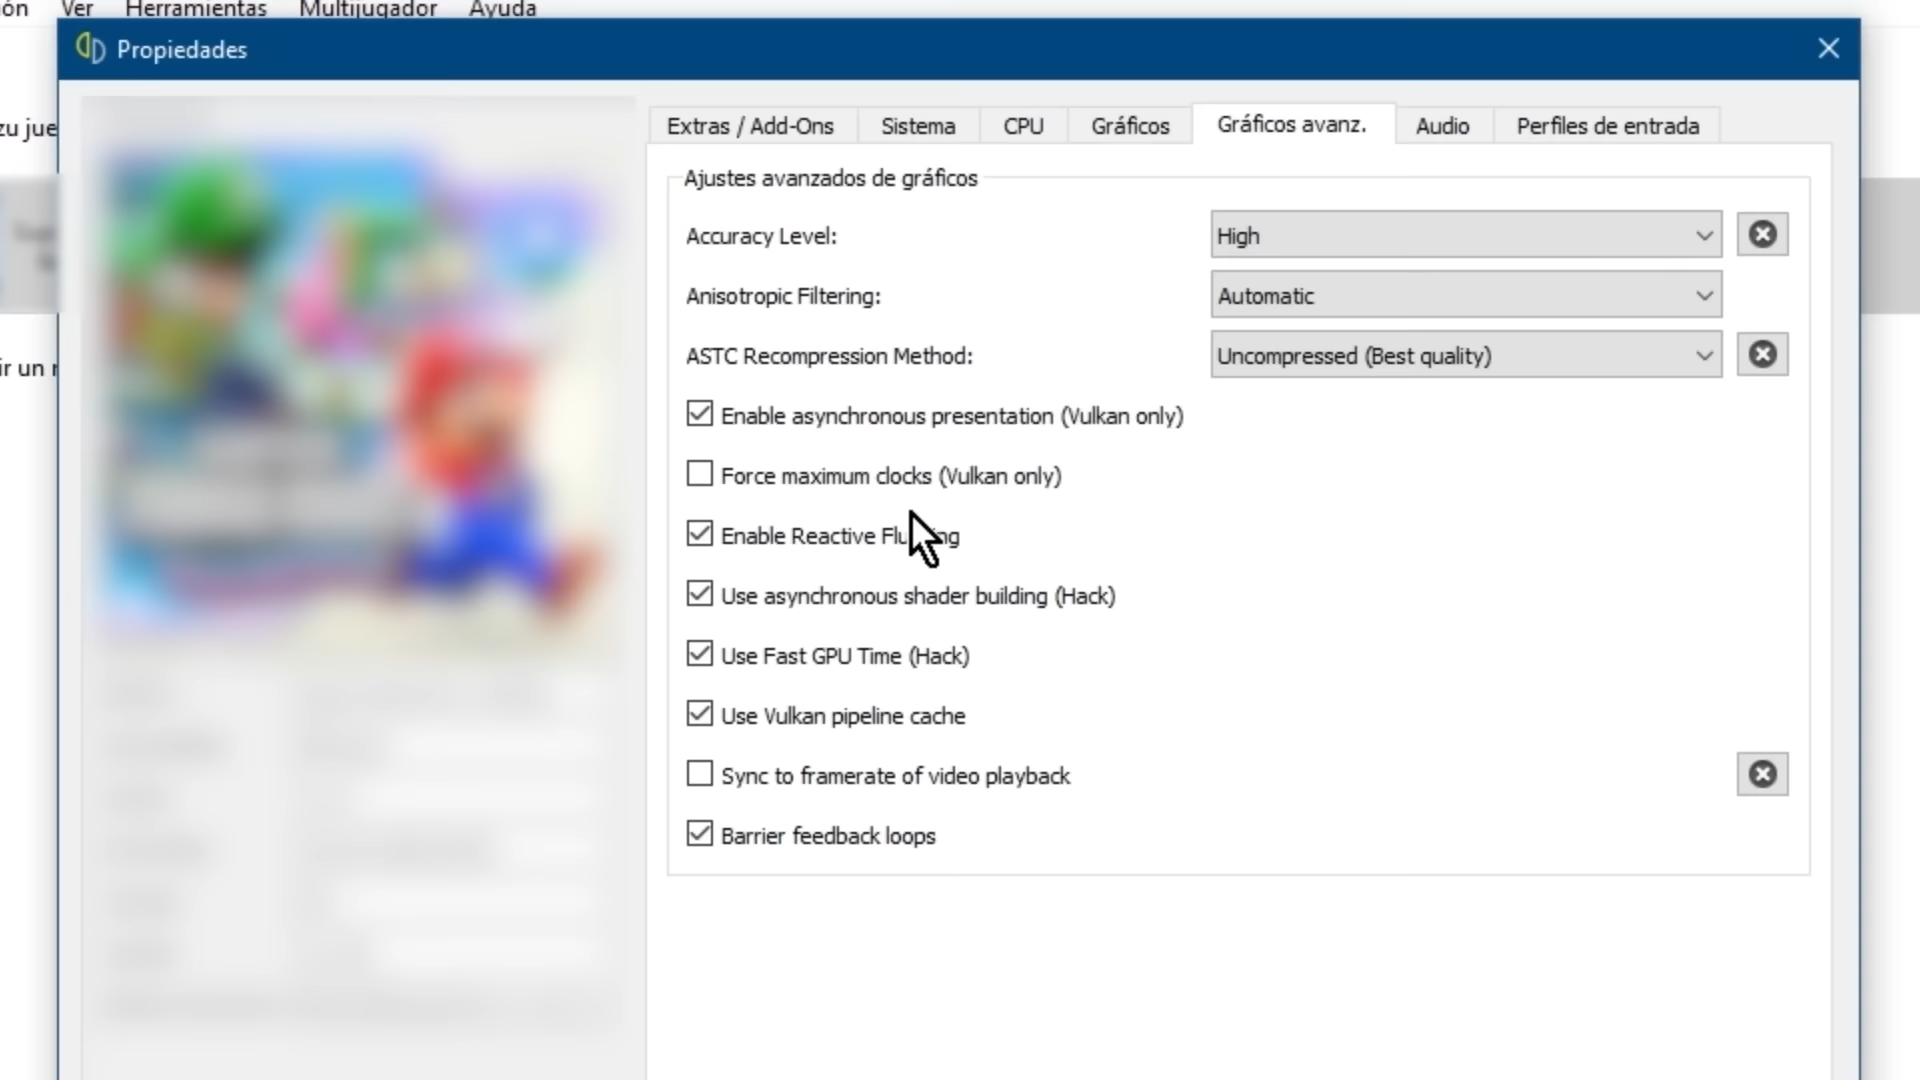 ón Ver Herramientas Multijugador Ayuda
Propiedades
zu jue
ir un r
Extras / Add-Ons Sistema CPU Gráficos Gráficos avanz. Audio Perfiles de entrada
Ajustes avanzados de gráficos
Accuracy Level: High
Anisotropic Filtering: Automatic
ASTC Recompression Method: Uncompressed (Best quality)
Enable asynchronous presentation (Vulkan only)
Force maximum clocks (Vulkan only)
Enable Reactive
Use asynchronous shader building (Hack)
Use Fast GPU Time (Hack)
Use Vulkan pipeline cache
Sync to framerate of video playback
Barrier feedback loops